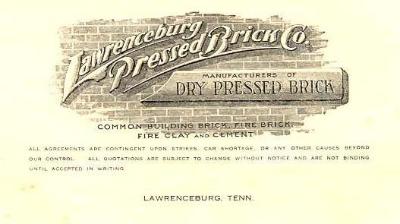 Lawrenceburg
Pressed Brick Co.
MANUFACTURERS OF
DRY PRESSED BRICK
COMMON BUILDING BRICK, FIRE BRICK,
FIRE CLAY AND CEMENT
ALL AGREEMENTS ARE CONTINGENT UPON STRIKES, CAR SHORTAGE, OR ANY OTHER CAUSES BEYOND
OUR CONTROL. ALL QUOTATIONS ARE SUBJECT TO CHANGE WITHOUT NOTICE AND ARE NOT BINDING
UNTIL ACCEPTED IN WRITING
LAWRENCEBURG, TENN.